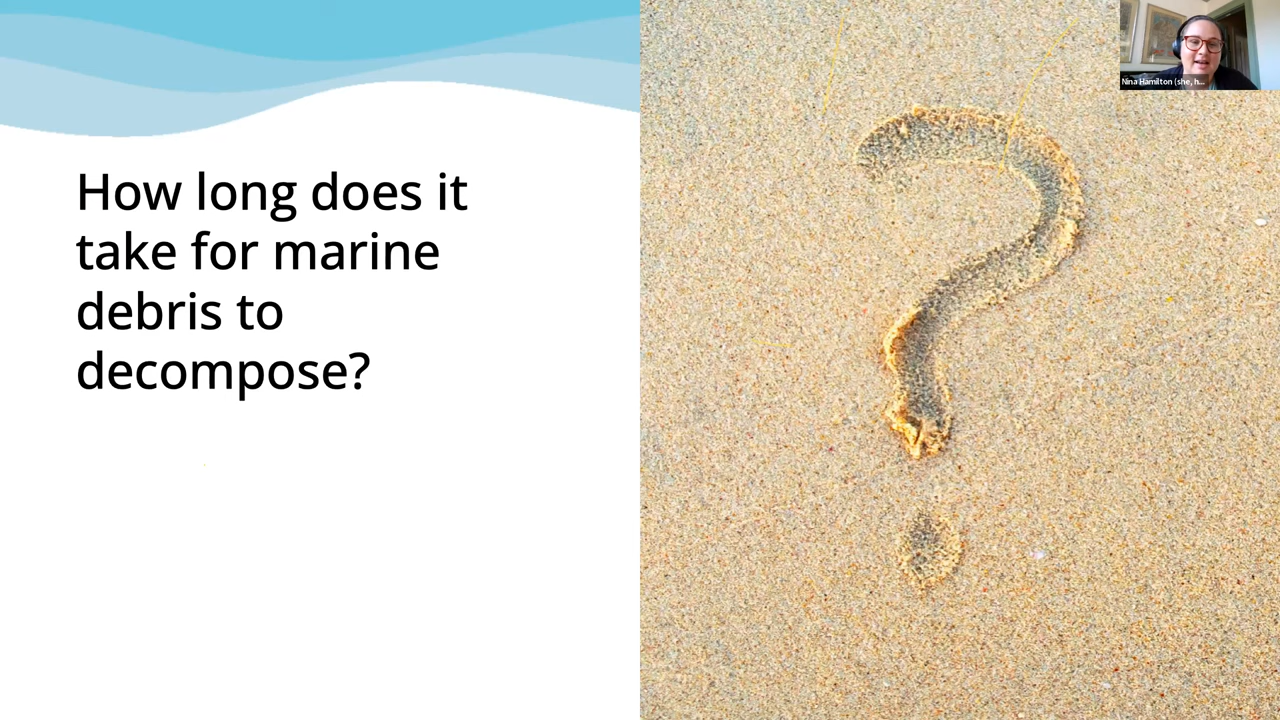 How long does it
take for marine
debris to
decompose?
Nina Hamilton (she, h...